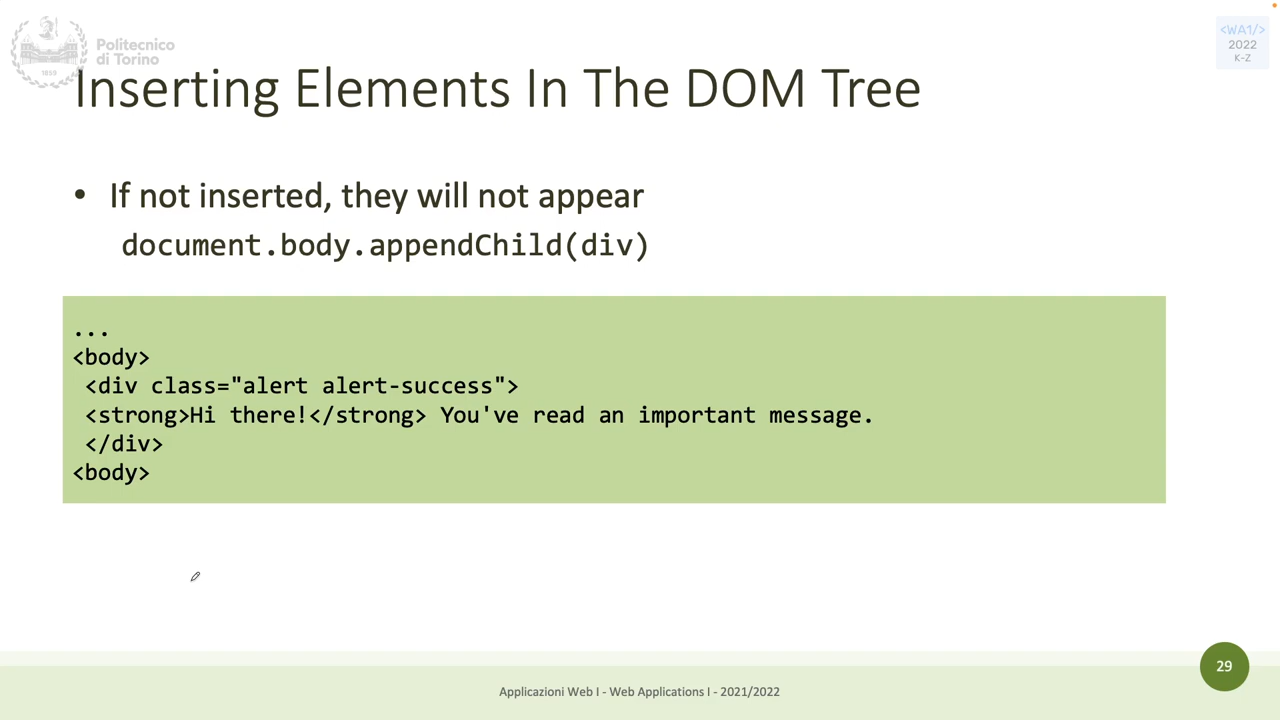 Politecnico
di Torino
1859
<WA1/>
2022
K-Z
Inserting Elements In The DOM Tree
• If not inserted, they will not appear
document.body.appendChild(div)
...
<body>
<div class="alert alert-success">
<strong>Hi there!</strong> You've read an important message.
</div>
<body>
29
Applicazioni Web I - Web Applications I - 2021/2022